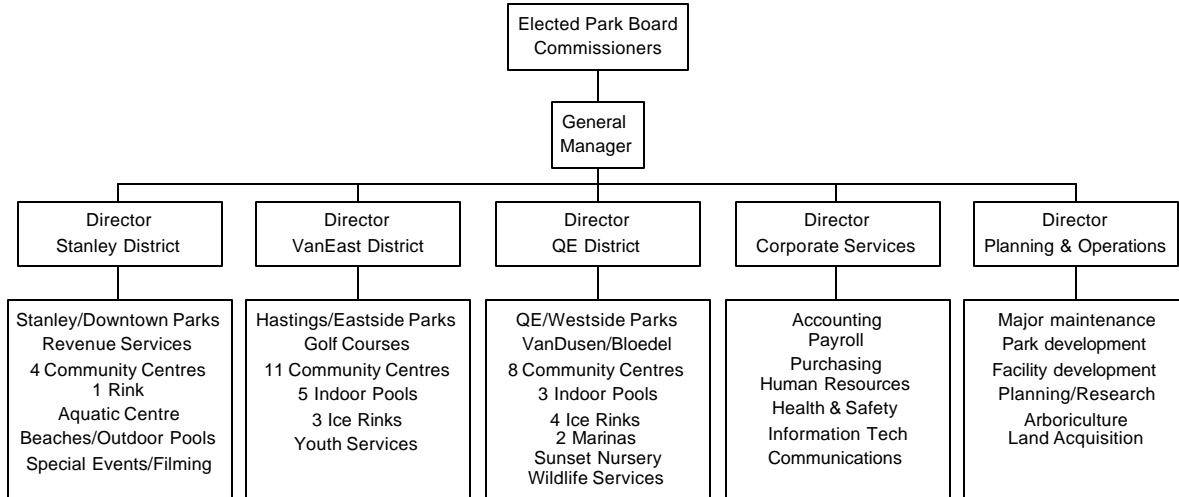 Elected Park Board
Commissioners
General
Manager
Director
Stanley District
Director
VanEast District
Director
QE District
Director
Corporate Services
Director
Planning & Operations
Stanley/Downtown Parks
Revenue Services
4 Community Centres
1 Rink
Aquatic Centre
Beaches/Outdoor Pools
Special Events/Filming
Hastings/Eastside Parks
Golf Courses
11 Community Centres
5 Indoor Pools
3 Ice Rinks
Youth Services
QE/Westside Parks
VanDusen/Bloedel
8 Community Centres
3 Indoor Pools
4 Ice Rinks
2 Marinas
Sunset Nursery
Wildlife Services
Accounting
Payroll
Purchasing
Human Resources
Health & Safety
Information Tech
Communications
Major maintenance
Park development
Facility development
Planning/Research
Arboriculture
Land Acquisition